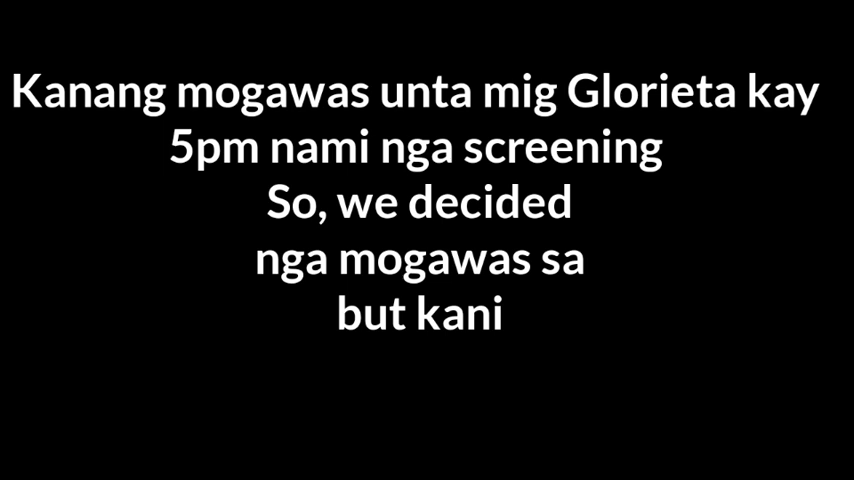 Kanang mogawas unta mig Glorieta kay
5pm nami nga screening
So, we decided
nga mogawas sa
but kani